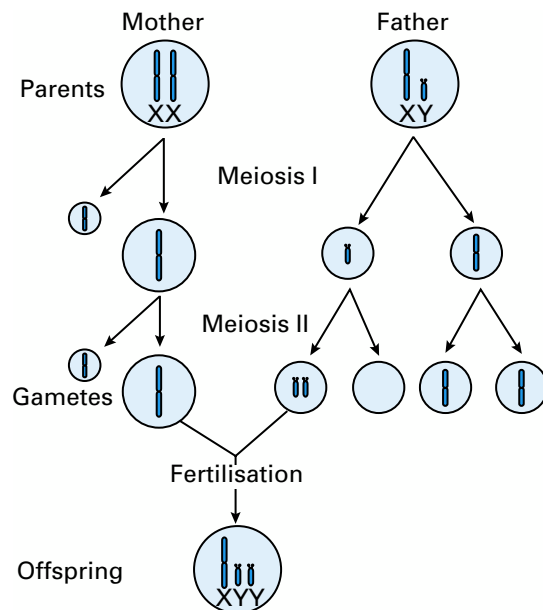 Mother Father
Parents
XX XY
Meiosis I
Meiosis II
Gametes
Fertilisation
Offspring
XYY